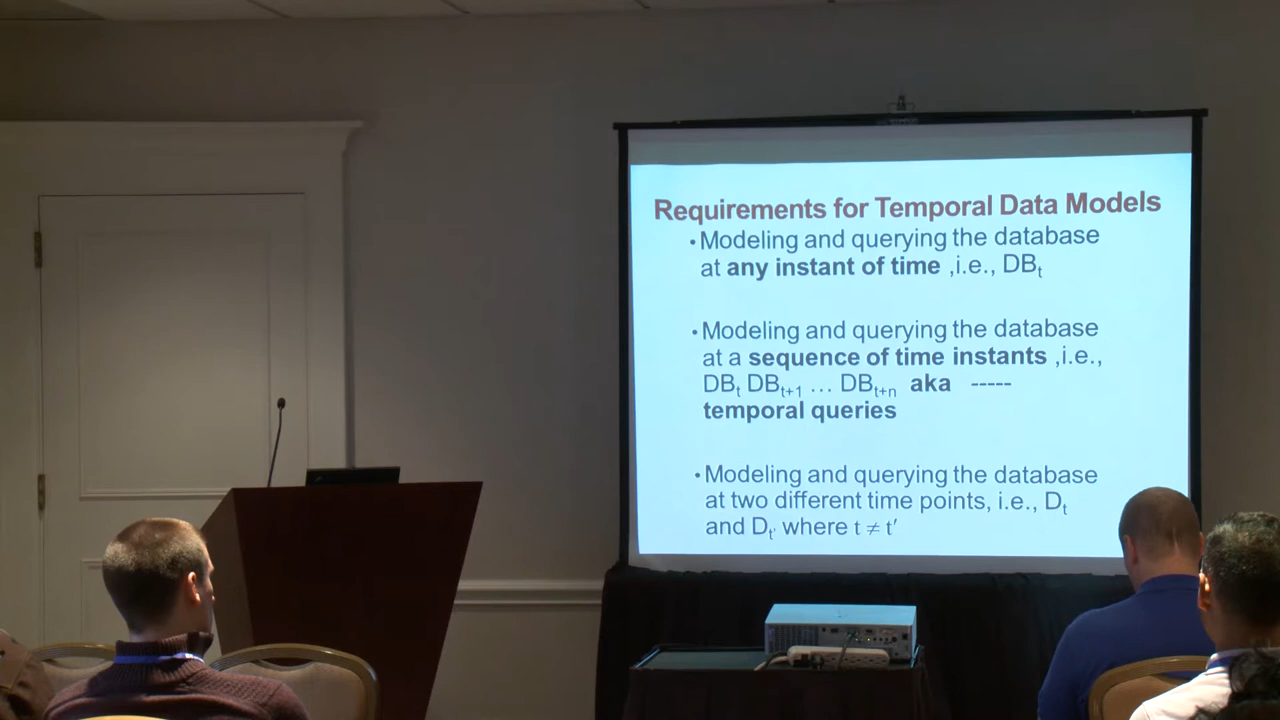 Requirements for Temporal Data Models
• Modeling and querying the database
at any instant of time ,i.e., DBt
• Modeling and querying the database
at a sequence of time instants ,i.e.,
DBt DBt+1 … DBt+n aka -----
temporal queries
• Modeling and querying the database
at two different time points, i.e., Dt
and Dt' where t ≠ t′